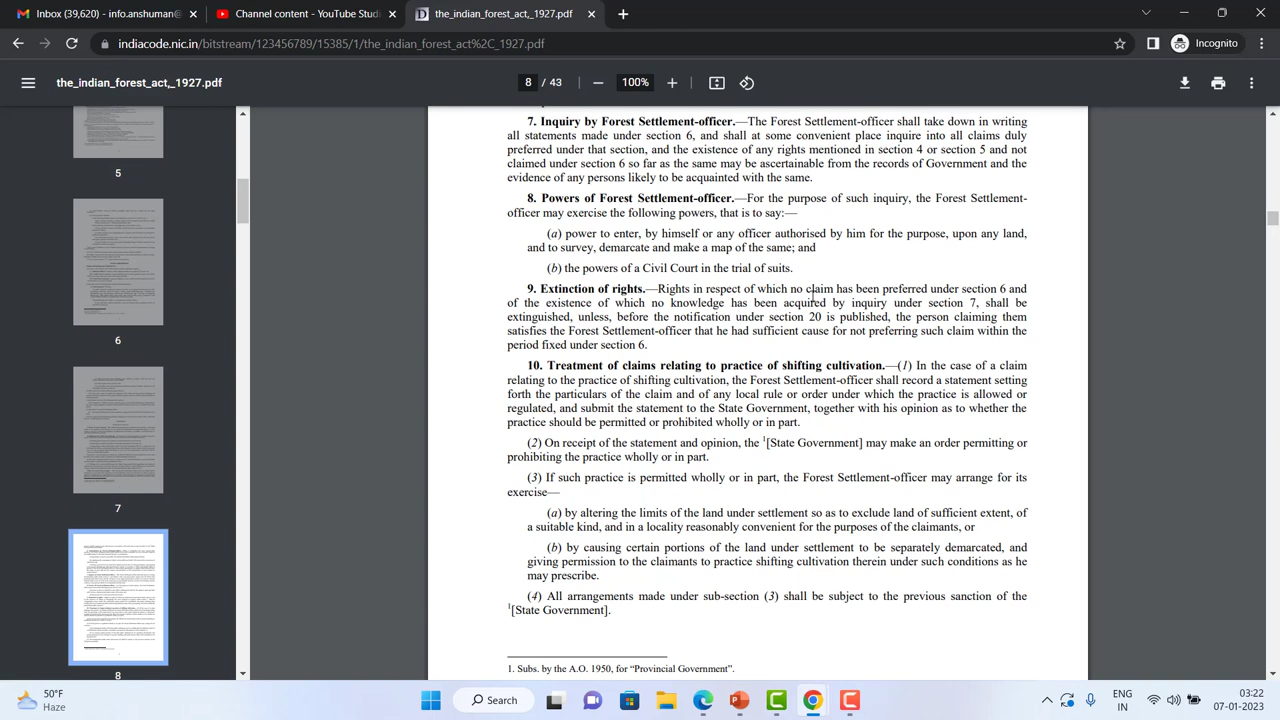 Inbox (39,620) - info.anshuman@
Channel content - YouTube Studi
the_indian_forest_act,_1927.pdf
indiacode.nic.in/bitstream/123456789/15385/1/the_indian_forest_act%2C_1927.pdf
Incognito
the_indian_forest_act,_1927.pdf
8 / 43
100%
5
6
7
8
7. Inquiry by Forest Settlement-officer.—The Forest Settlement-officer shall take down in writing
all statements made under section 6, and shall at some convenient place inquire into all claims duly
preferred under that section, and the existence of any rights mentioned in section 4 or section 5 and not
claimed under section 6 so far as the same may be ascertainable from the records of Government and the
evidence of any persons likely to be acquainted with the same.
8. Powers of Forest Settlement-officer.—For the purpose of such inquiry, the Forest Settlement-
officer may exercise the following powers, that is to say:—
(a) power to enter, by himself or any officer authorised by him for the purpose, upon any land,
and to survey, demarcate and make a map of the same; and
(b) the powers of a Civil Court in the trial of suits.
9. Extinction of rights.—Rights in respect of which no claim has been preferred under section 6 and
of the existence of which no knowledge has been acquired by inquiry under section 7, shall be
extinguished, unless, before the notification under section 20 is published, the person claiming them
satisfies the Forest Settlement-officer that he had sufficient cause for not preferring such claim within the
period fixed under section 6.
10. Treatment of claims relating to practice of shifting cultivation.—(1) In the case of a claim
relating to the practice of shifting cultivation, the Forest Settlement-officer shall record a statement setting
forth the particulars of the claim and of any local rule or order under which the practice is allowed or
regulated, and submit the statement to the State Government, together with his opinion as to whether the
practice should be permitted or prohibited wholly or in part.
(2) On receipt of the statement and opinion, the 1[State Government] may make an order permitting or
prohibiting the practice wholly or in part.
(3) If such practice is permitted wholly or in part, the Forest Settlement-officer may arrange for its
exercise—
(a) by altering the limits of the land under settlement so as to exclude land of sufficient extent, of
a suitable kind, and in a locality reasonably convenient for the purposes of the claimants, or
(b) by causing certain portions of the land under settlement to be separately demarcated, and
giving permission to the claimants to practice shifting cultivation therein under such conditions as he
may prescribe.
(4) All arrangements made under sub-section (3) shall be subject to the previous sanction of the
1[State Government].
1. Subs. by the A.O. 1950, for “Provincial Government”.
50°F
Haze
Search
ENG
IN
03:22
07-01-2023